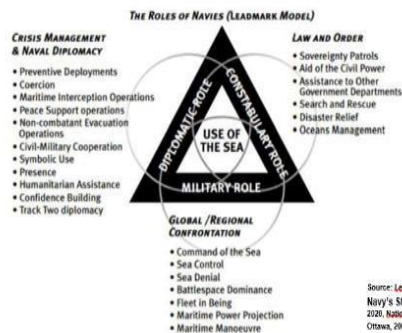 THE ROLES OF NAVIES (LEADMARK MODEL)
CRISIS MANAGEMENT
& NAVAL DIPLOMACY
• Preventive Deployments
• Coercion
• Maritime Interception Operations
• Peace Support operations
• Non-combatant Evacuation
Operations
• Civil-Military Cooperation
• Symbolic Use
• Presence
• Humanitarian Assistance
• Confidence Building
• Track Two diplomacy
LAW AND ORDER
• Sovereignty Patrols
• Aid of the Civil Power
• Assistance to Other
Government Departments
• Search and Rescue
• Disaster Relief
• Oceans Management
DIPLOMATIC ROLE
CONSTABULARY ROLE
USE OF
THE SEA
MILITARY ROLE
GLOBAL / REGIONAL
CONFRONTATION
• Command of the Sea
• Sea Control
• Sea Denial
• Battlespace Dominance
• Fleet in Being
• Maritime Power Projection
• Maritime Manoeuvre
Source:
Navy's
2020,
Ottawa,